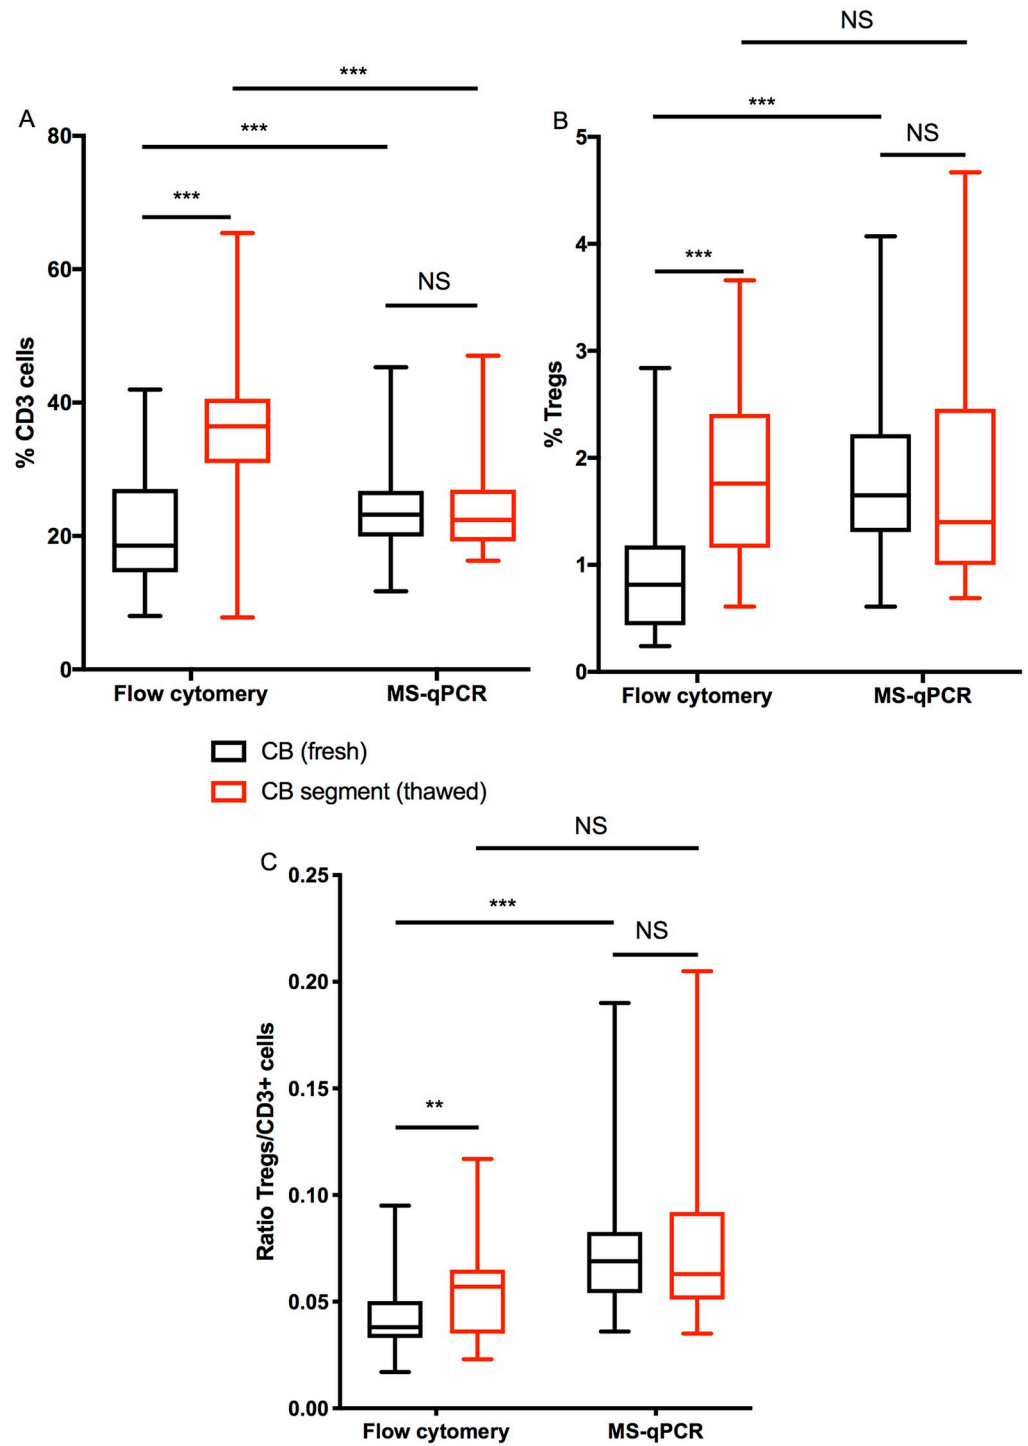 NS
***
***
***
NS
A
80
60
40
20
0
% CD3 cells
Flow cytomery
MS-qPCR
***
NS
***
B
5
4
3
2
1
0
% Tregs
Flow cytomery
MS-qPCR
CB (fresh)
CB segment (thawed)
NS
***
NS
**
C
0.25
0.20
0.15
0.10
0.05
0.00
Ratio Tregs/CD3+ cells
Flow cytomery
MS-qPCR